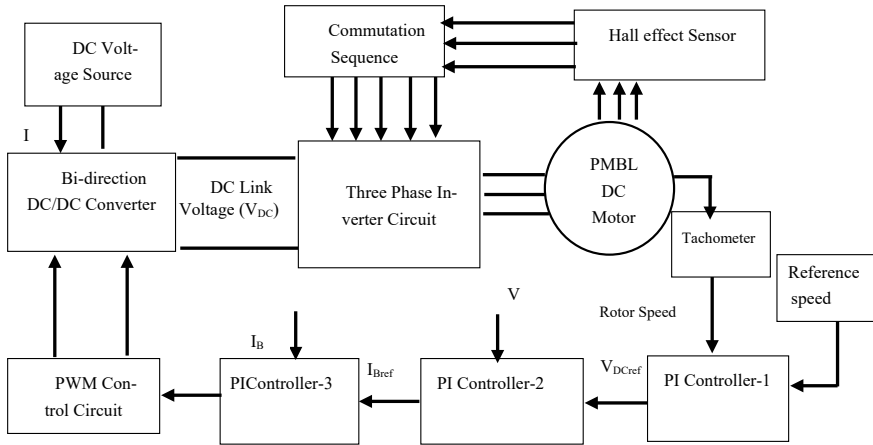 DC Volt-
age Source
Commutation
Sequence
Hall effect Sensor
I
Bi-direction
DC/DC Converter
DC Link
Voltage (VDC)
Three Phase In-
verter Circuit
PMBL
DC
Motor
Tachometer
Reference
speed
Rotor Speed
V
IB
IBref
VDCref
PWM Con-
trol Circuit
PIController-3
PI Controller-2
PI Controller-1